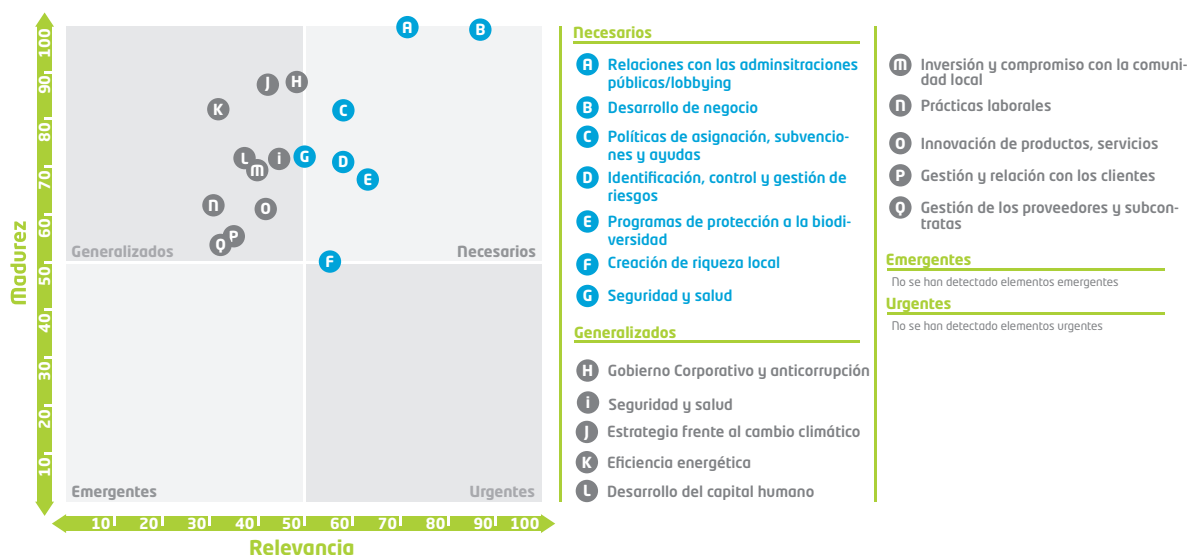 Madurez
100
90
80
70
60
50
40
30
20
10
A
B
J
H
K
C
L
i
G
M
D
E
n
O
P
Q
F
Generalizados
Necesarios
Emergentes
Urgentes
10 20 30 40 50 60 70 80 90 100
Relevancia
Necesarios
A Relaciones con las adminsitraciones
públicas/lobbying
B Desarrollo de negocio
C Políticas de asignación, subvencio-
nes y ayudas
D Identificación, control y gestión de
riesgos
E Programas de protección a la biodi-
versidad
F Creación de riqueza local
G Seguridad y salud
Generalizados
H Gobierno Corporativo y anticorrupción
i Seguridad y salud
J Estrategia frente al cambio climático
K Eficiencia energética
L Desarrollo del capital humano
M Inversión y compromiso con la comuni-
dad local
n Prácticas laborales
O Innovación de productos, servicios
P Gestión y relación con los clientes
Q Gestión de los proveedores y subcon-
tratas
Emergentes
No se han detectado elementos emergentes
Urgentes
No se han detectado elementos urgentes